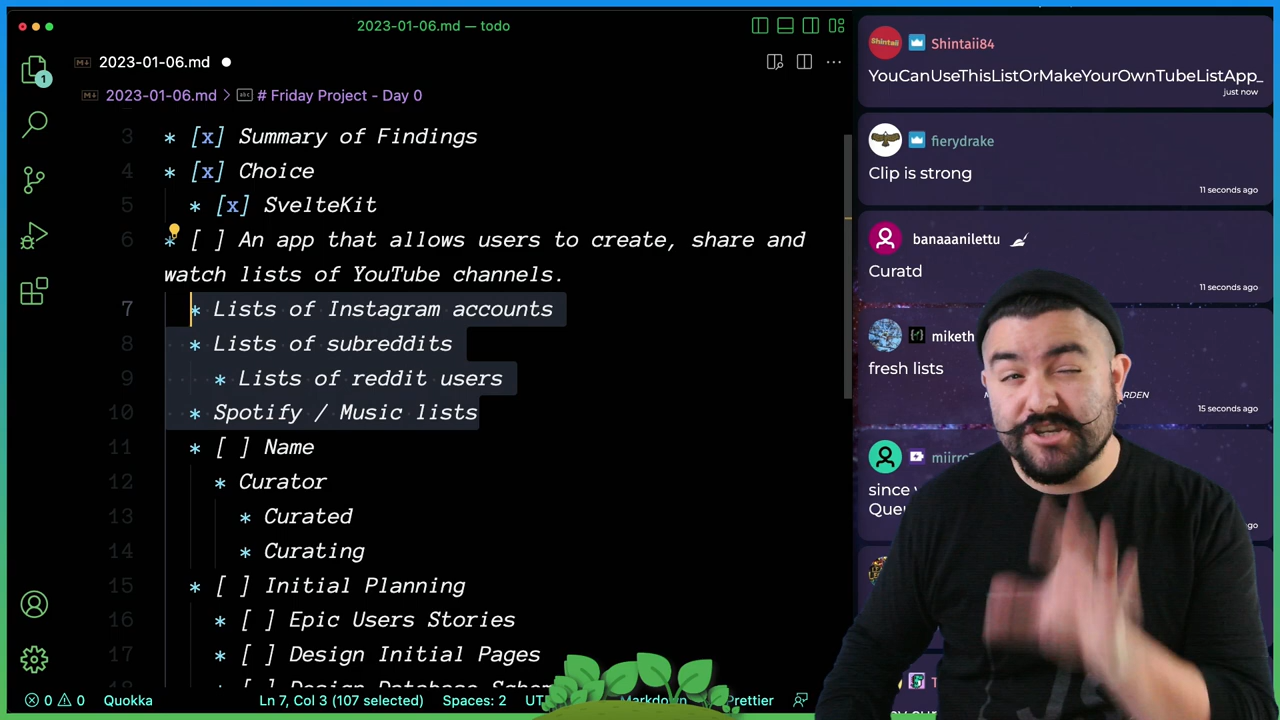 2023-01-06.md — todo
2023-01-06.md
2023-01-06.md > # Friday Project - Day 0
3 * [x] Summary of Findings
4 * [x] Choice
5 * [x] SvelteKit
6 * [ ] An app that allows users to create, share and
watch lists of YouTube channels.
7 * Lists of Instagram accounts
8 * Lists of subreddits
9 * Lists of reddit users
10 * Spotify / Music lists
11 * [ ] Name
12 * Curator
13 * Curated
14 * Curating
15 * [ ] Initial Planning
16 * [ ] Epic Users Stories
17 * [ ] Design Initial Pages
1
0 0 Quokka Ln 7, Col 3 (107 selected) Spaces: 2 Markdown Prettier
Shintaii
Shintaii84
YouCanUseThisListOrMakeYourOwnTubeListApp_
just now
fierydrake
Clip is strong
11 seconds ago
banaaanilettu
Curatd
11 seconds ago
miketh
fresh lists
15 seconds ago
since